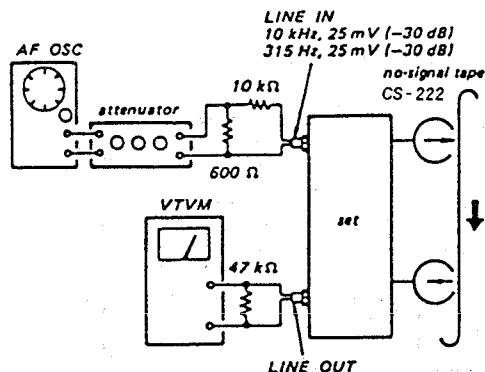 LINE IN
10 kHz, 25 mV (−30 dB)
315 Hz, 25 mV (−30 dB)
AF OSC
attenuator
10 kΩ
no-signal tape
CS-222
600 Ω
VTVM
set
47 kΩ
LINE OUT